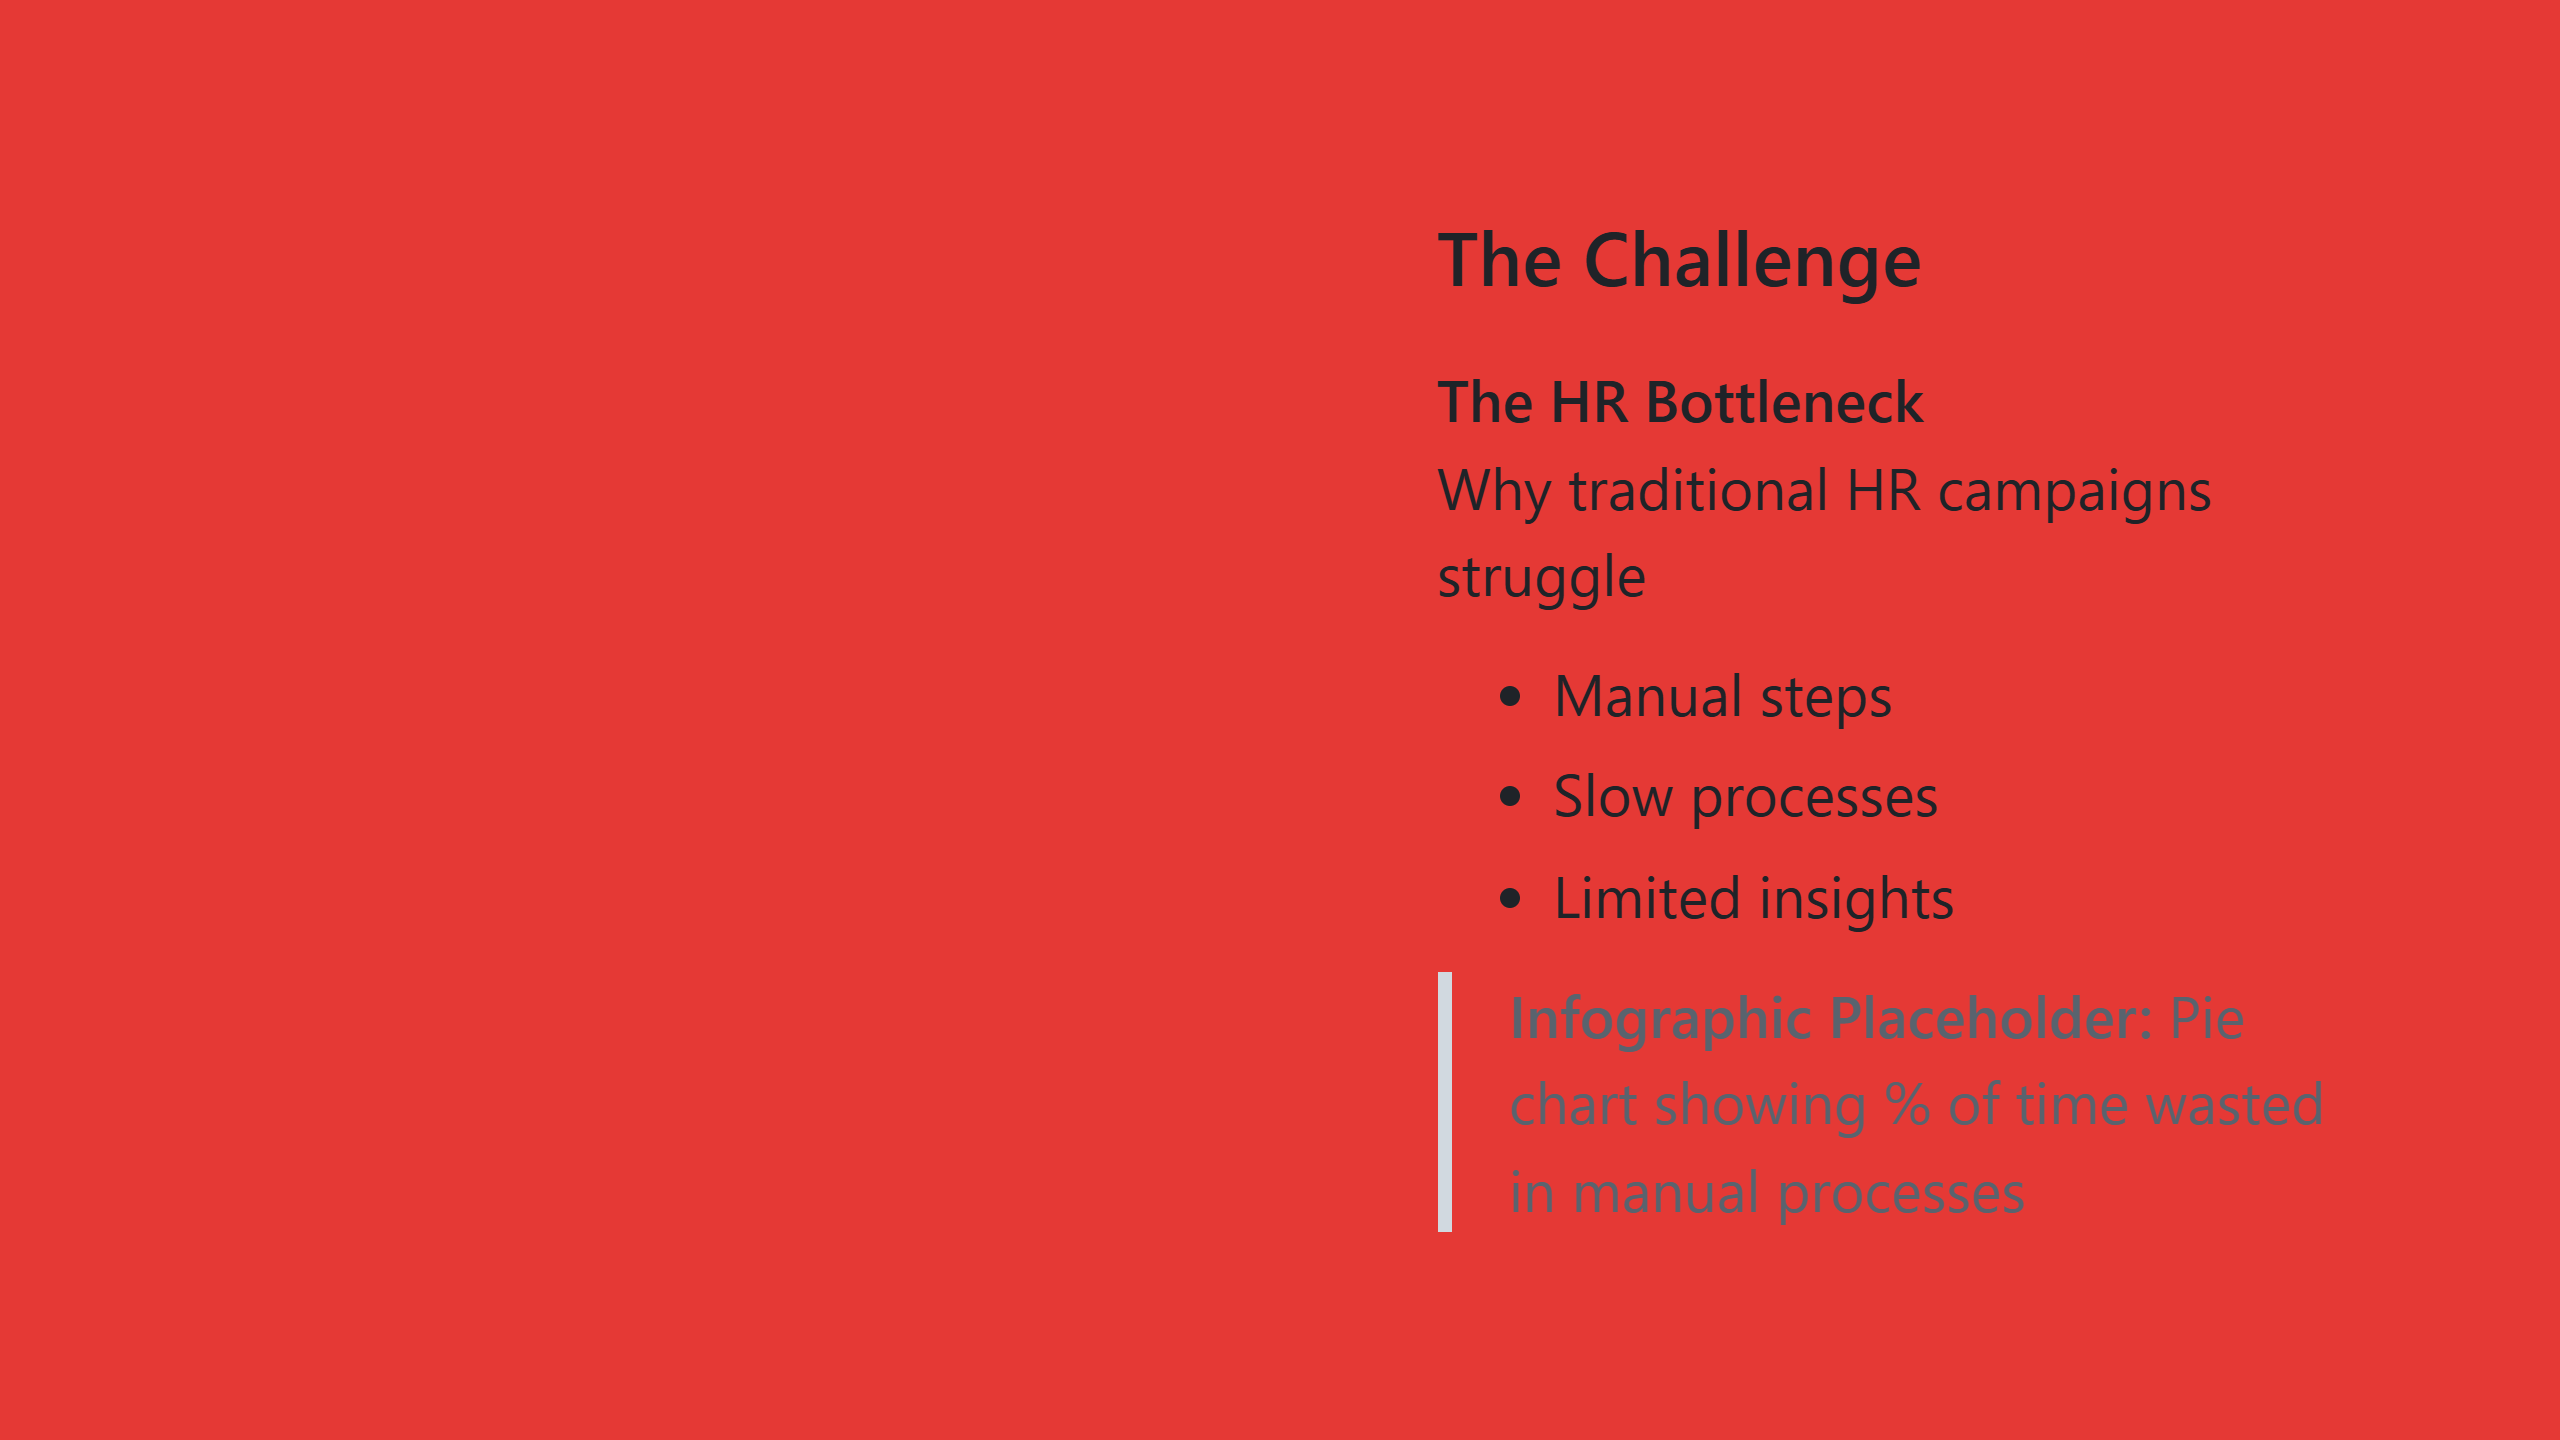 The Challenge
The HR Bottleneck
Why traditional HR campaigns
struggle
• Manual steps
• Slow processes
• Limited insights
Infographic Placeholder: Pie
chart showing % of time wasted
in manual processes